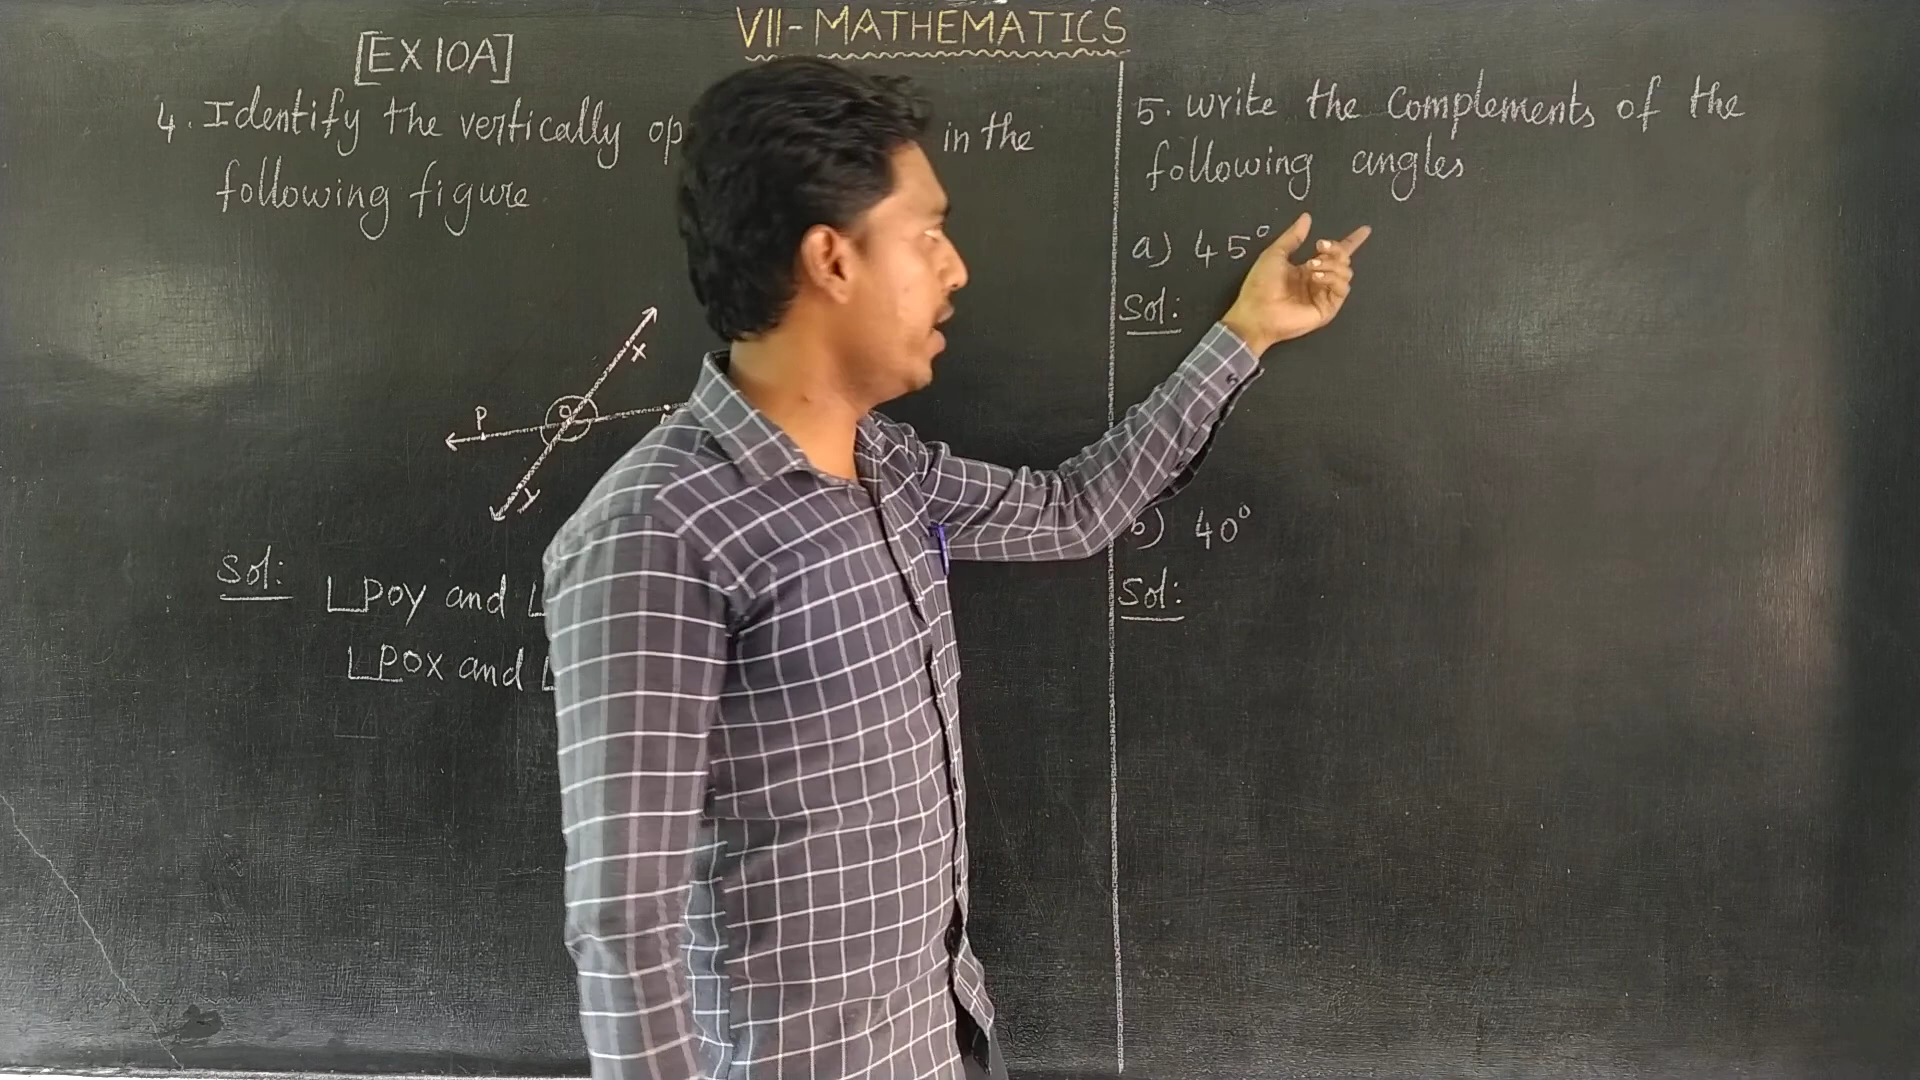 VII-MATHEMATICS
[EX 10A]
4. Identify the vertically op in the
following figure
X
P
O
Y
Sol: ∟POY and ∟
∟POX and ∟
5. Write the Complements of the
following angles
a) 45°
Sol:
b) 40°
Sol: